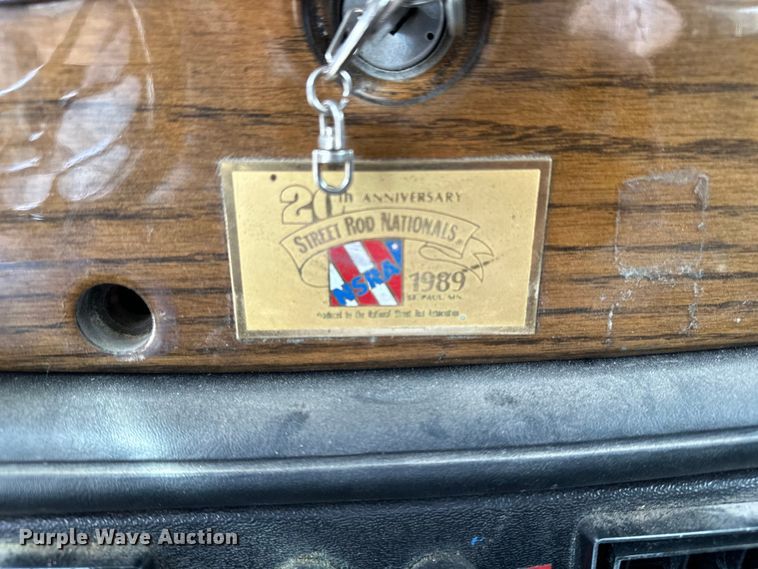 20th ANNIVERSARY
STREET ROD NATIONALS
NSRA
1989
ST. PAUL, MN.
Produced by the National Street Rod Association
Purple Wave Auction